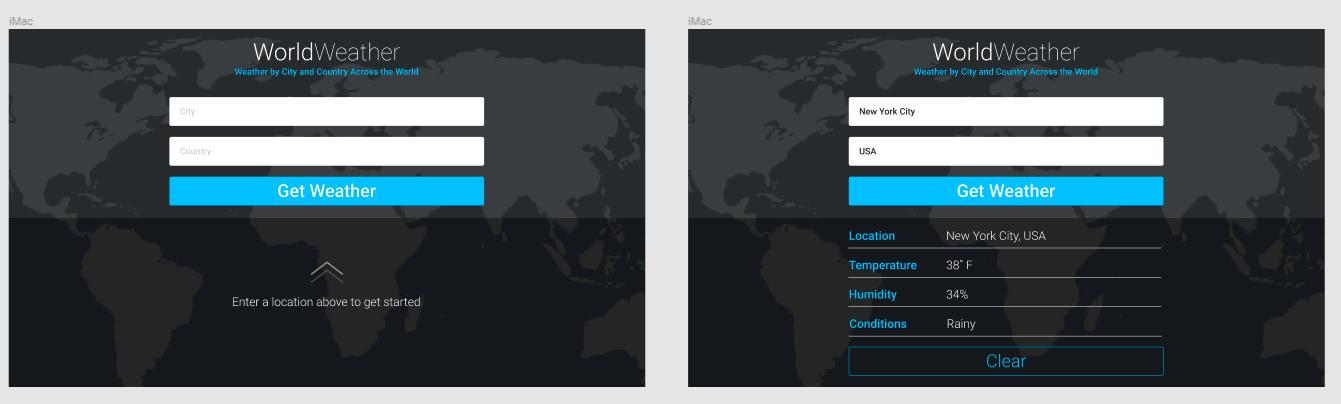 iMac
WorldWeather
Weather by City and Country Across the World
City
Country
Get Weather
Enter a location above to get started
iMac
WorldWeather
Weather by City and Country Across the World
New York City
USA
Get Weather
Location New York City, USA
Temperature 38° F
Humidity 34%
Conditions Rainy
Clear